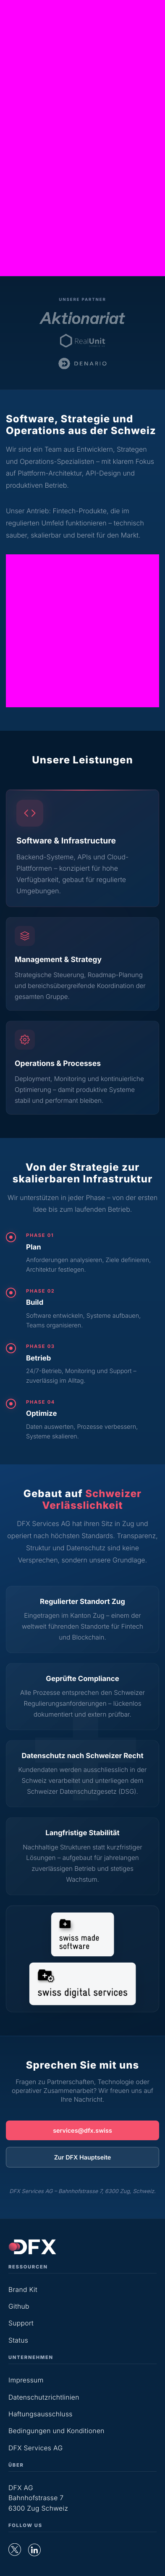 UNSERE PARTNER
Aktionariat
RealUnit
DENARIO
Software, Strategie und
Operations aus der Schweiz
Wir sind ein Team aus Entwicklern, Strategen
und Operations-Spezialisten – mit klarem Fokus
auf Plattform-Architektur, API-Design und
produktiven Betrieb.
Unser Antrieb: Fintech-Produkte, die im
regulierten Umfeld funktionieren – technisch
sauber, skalierbar und bereit für den Markt.
Unsere Leistungen
Software & Infrastructure
Backend-Systeme, APIs und Cloud-
Plattformen – konzipiert für hohe
Verfügbarkeit, gebaut für regulierte
Umgebungen.
Management & Strategy
Strategische Steuerung, Roadmap-Planung
und bereichsübergreifende Koordination der
gesamten Gruppe.
Operations & Processes
Deployment, Monitoring und kontinuierliche
Optimierung – damit produktive Systeme
stabil und performant bleiben.
Von der Strategie zur
skalierbaren Infrastruktur
Wir unterstützen in jeder Phase – von der ersten
Idee bis zum laufenden Betrieb.
PHASE 01
Plan
Anforderungen analysieren, Ziele definieren,
Architektur festlegen.
PHASE 02
Build
Software entwickeln, Systeme aufbauen,
Teams organisieren.
PHASE 03
Betrieb
24/7-Betrieb, Monitoring und Support –
zuverlässig im Alltag.
PHASE 04
Optimize
Daten auswerten, Prozesse verbessern,
Systeme skalieren.
Gebaut auf Schweizer
Verlässlichkeit
DFX Services AG hat ihren Sitz in Zug und
operiert nach höchsten Standards. Transparenz,
Struktur und Datenschutz sind keine
Versprechen, sondern unsere Grundlage.
Regulierter Standort Zug
Eingetragen im Kanton Zug – einem der
weltweit führenden Standorte für Fintech
und Blockchain.
Geprüfte Compliance
Alle Prozesse entsprechen den Schweizer
Regulierungsanforderungen – lückenlos
dokumentiert und extern prüfbar.
Datenschutz nach Schweizer Recht
Kundendaten werden ausschliesslich in der
Schweiz verarbeitet und unterliegen dem
Schweizer Datenschutzgesetz (DSG).
Langfristige Stabilität
Nachhaltige Strukturen statt kurzfristiger
Lösungen – aufgebaut für jahrelangen
zuverlässigen Betrieb und stetiges
Wachstum.
swiss made
software
swiss digital services
Sprechen Sie mit uns
Fragen zu Partnerschaften, Technologie oder
operativer Zusammenarbeit? Wir freuen uns auf
Ihre Nachricht.
services@dfx.swiss
Zur DFX Hauptseite
DFX Services AG – Bahnhofstrasse 7, 6300 Zug, Schweiz.
DFX
RESSOURCEN
Brand Kit
Github
Support
Status
UNTERNEHMEN
Impressum
Datenschutzrichtlinien
Haftungsausschluss
Bedingungen und Konditionen
DFX Services AG
ÜBER
DFX AG
Bahnhofstrasse 7
6300 Zug Schweiz
FOLLOW US